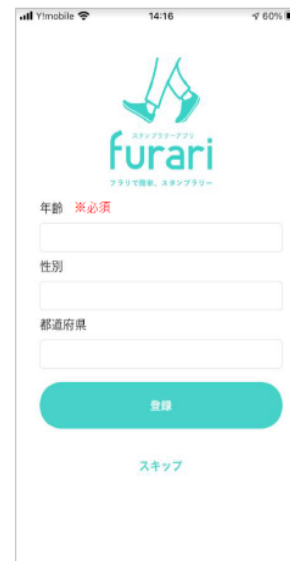 Y!mobile 14:16 60%
スタンプラリーアプリ
furari
フラリで簡単、スタンプラリー
年齢 ※必須
性別
都道府県
登録
スキップ